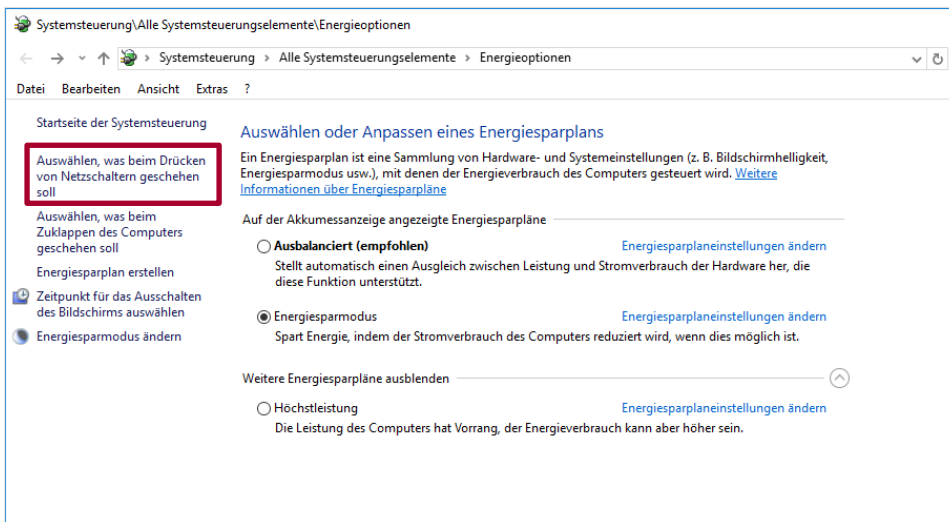 Systemsteuerung\Alle Systemsteuerungselemente\Energieoptionen
Systemsteuerung > Alle Systemsteuerungselemente > Energieoptionen
Datei Bearbeiten Ansicht Extras ?
Startseite der Systemsteuerung
Auswählen, was beim Drücken
von Netzschaltern geschehen
soll
Auswählen, was beim
Zuklappen des Computers
geschehen soll
Energiesparplan erstellen
Zeitpunkt für das Ausschalten
des Bildschirms auswählen
Energiesparmodus ändern
Auswählen oder Anpassen eines Energiesparplans
Ein Energiesparplan ist eine Sammlung von Hardware- und Systemeinstellungen (z. B. Bildschirmhelligkeit,
Energiesparmodus usw.), mit denen der Energieverbrauch des Computers gesteuert wird. Weitere
Informationen über Energiesparpläne
Auf der Akkumessanzeige angezeigte Energiesparpläne
Ausbalanciert (empfohlen) Energiesparplaneinstellungen ändern
Stellt automatisch einen Ausgleich zwischen Leistung und Stromverbrauch der Hardware her, die
diese Funktion unterstützt.
Energiesparmodus Energiesparplaneinstellungen ändern
Spart Energie, indem der Stromverbrauch des Computers reduziert wird, wenn dies möglich ist.
Weitere Energiesparpläne ausblenden
Höchstleistung Energiesparplaneinstellungen ändern
Die Leistung des Computers hat Vorrang, der Energieverbrauch kann aber höher sein.